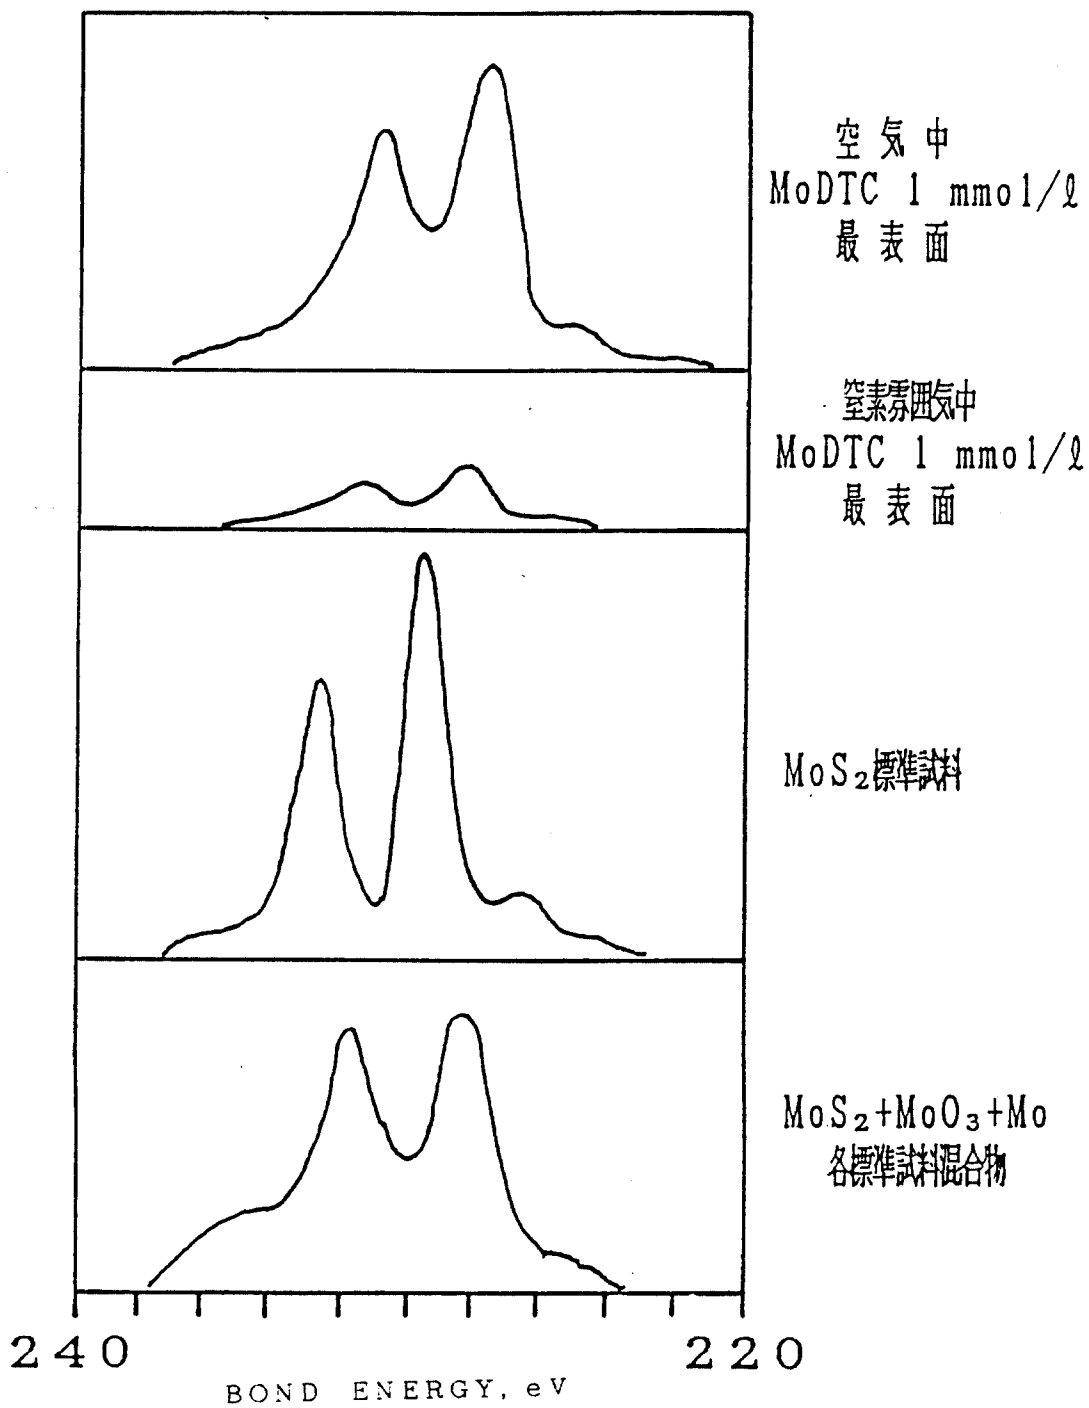 空気中
MoDTC 1 mmol/ℓ
最表面
窒素雰囲気中
MoDTC 1 mmol/ℓ
最表面
MoS₂標準試料
MoS₂+MoO₃+Mo
各標準試料混合物
240
220
BOND ENERGY, eV